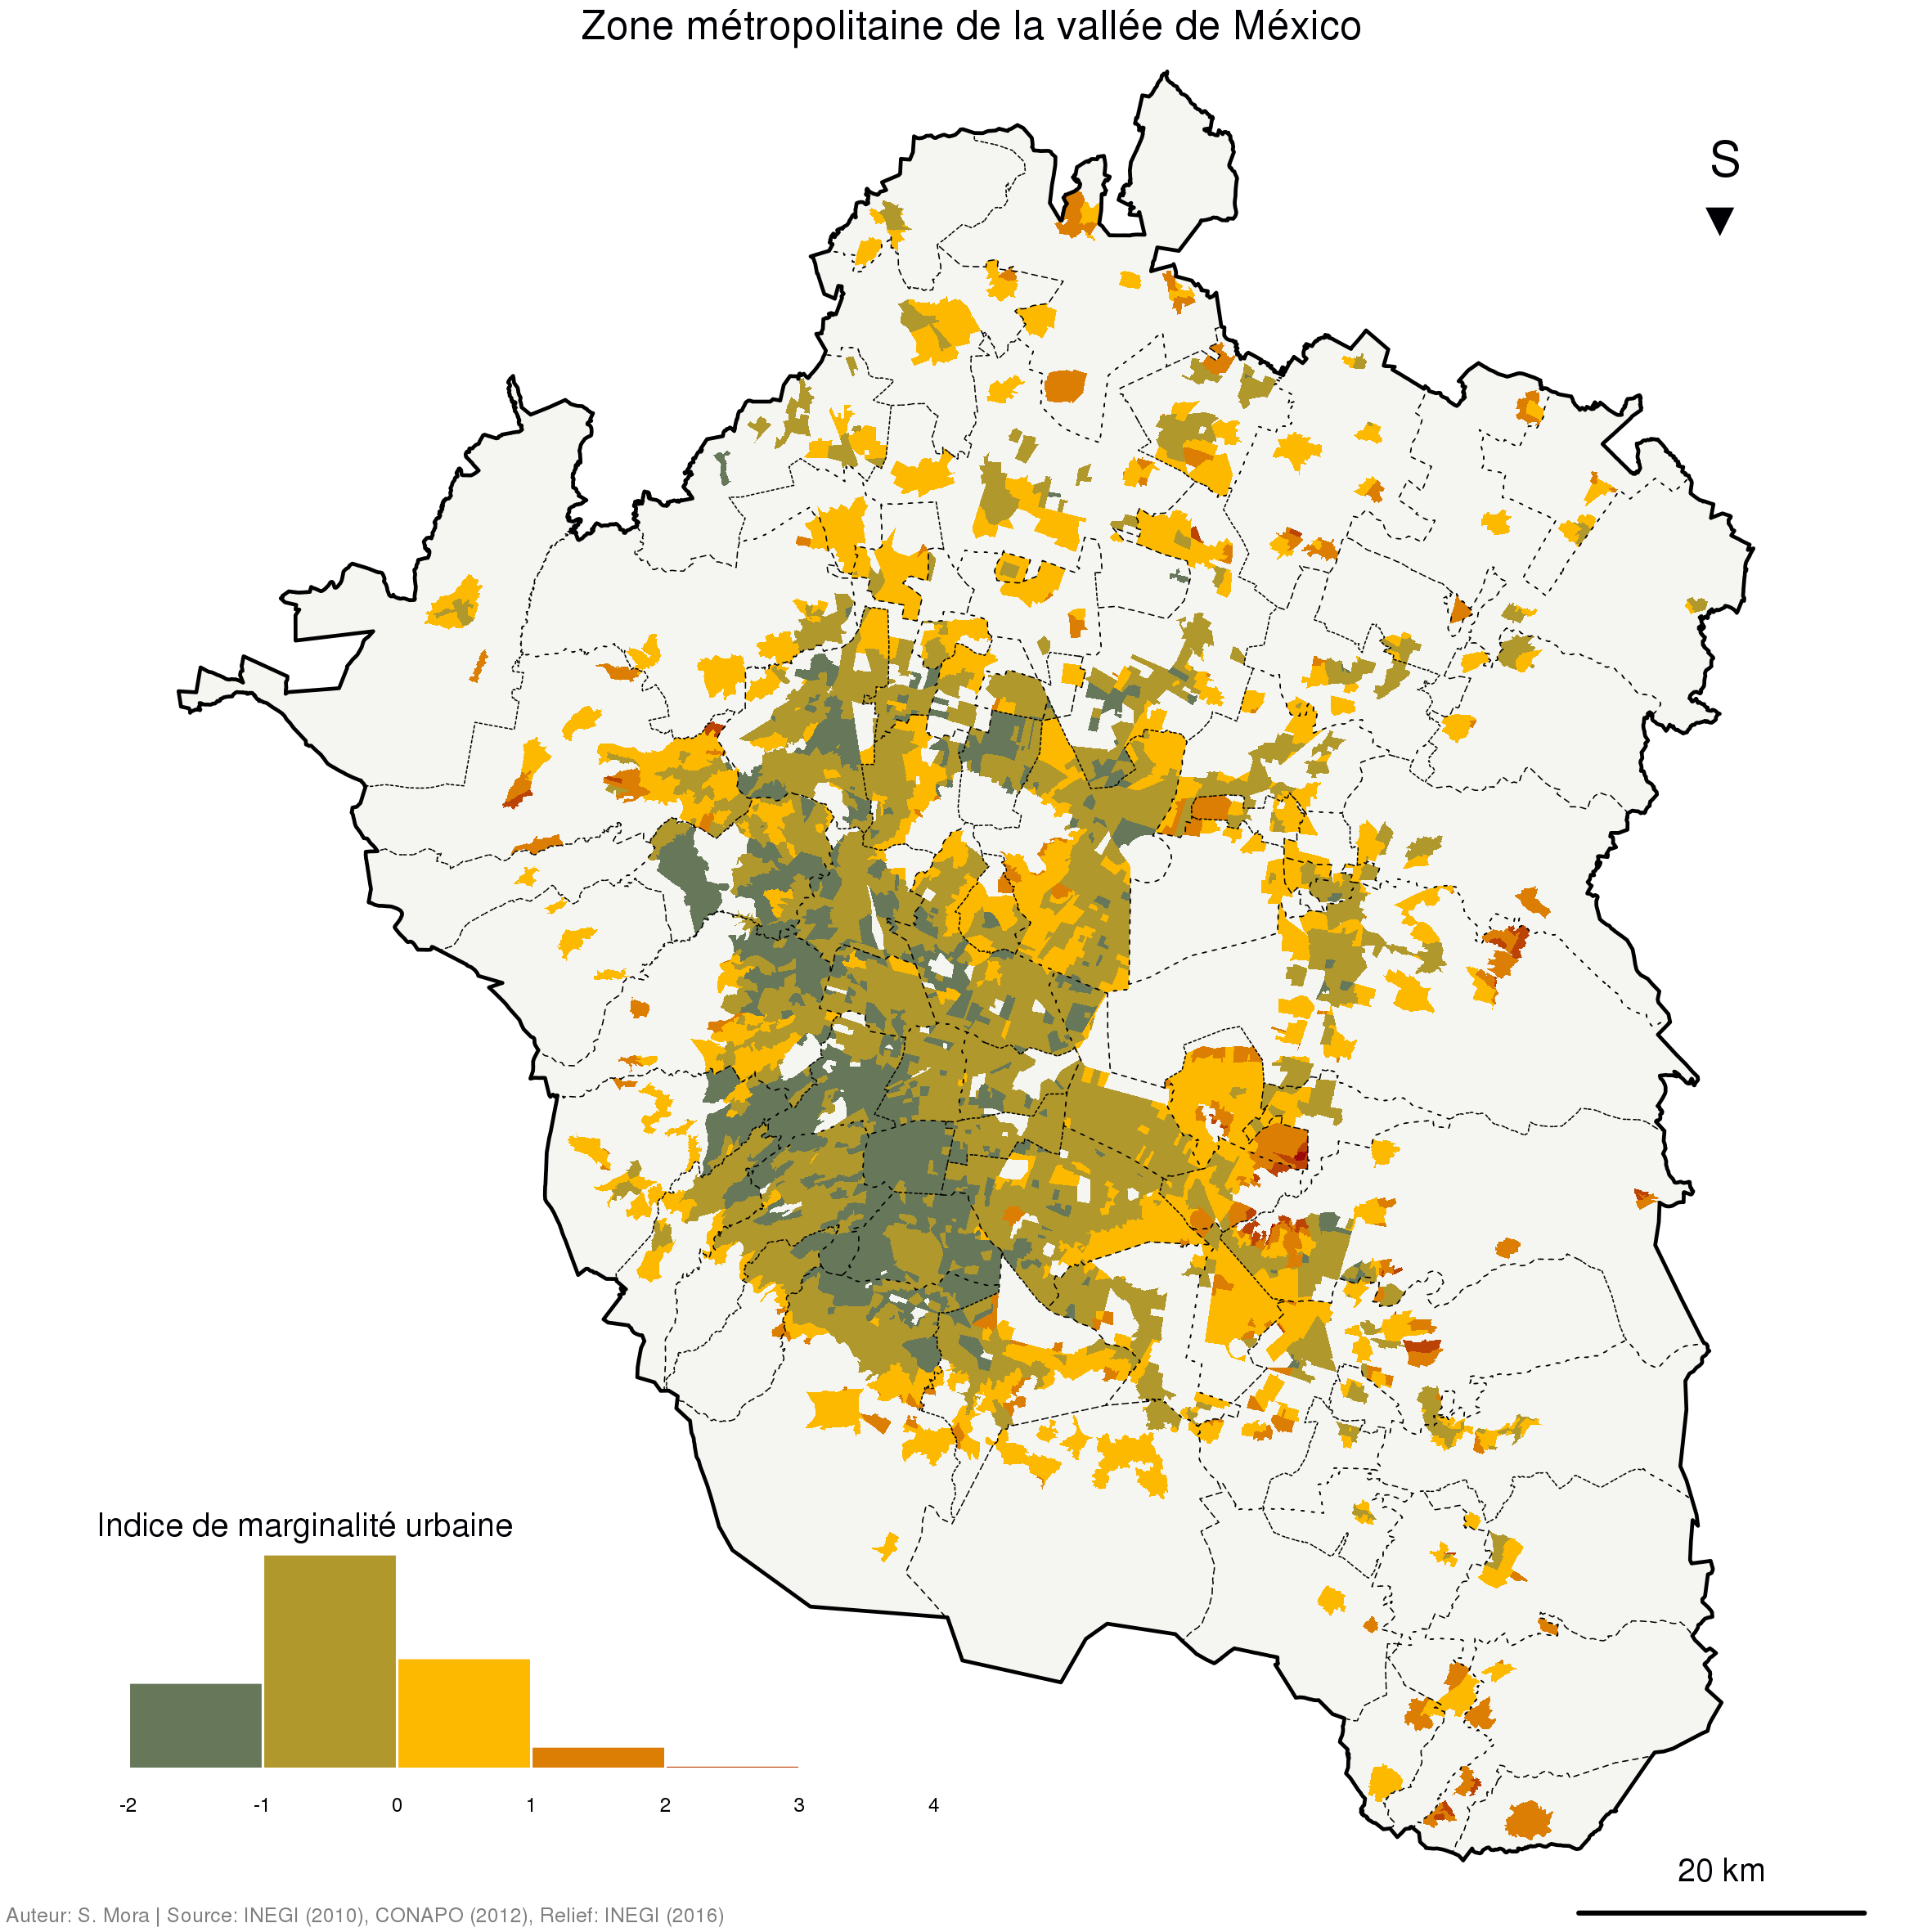 Zone métropolitaine de la vallée de México
S
Indice de marginalité urbaine
-2 -1 0 1 2 3 4
20 km
Auteur: S. Mora | Source: INEGI (2010), CONAPO (2012), Relief: INEGI (2016)